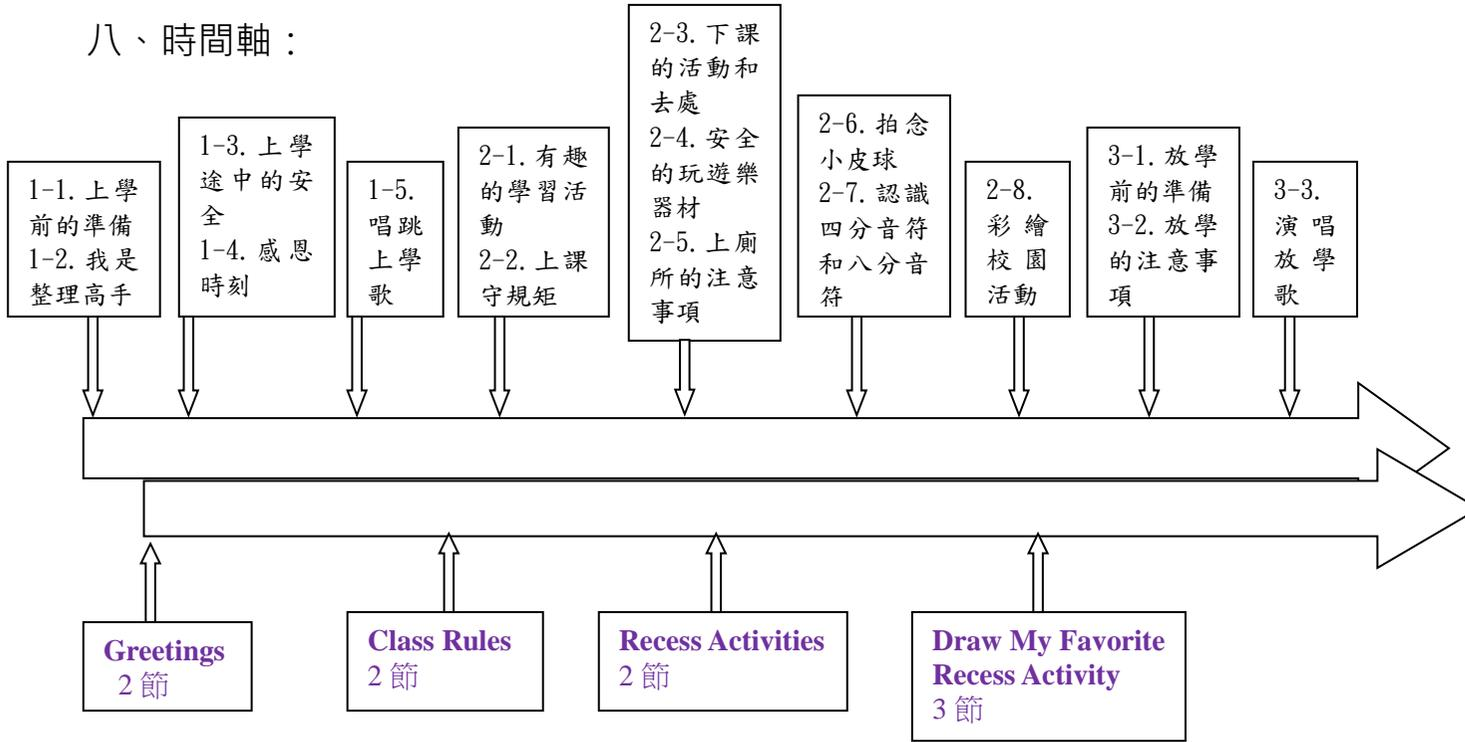 八、時間軸：
1-1. 上學
前的準備
1-2. 我是
整理高手
1-3. 上學
途中的安
全
1-4. 感恩
時刻
1-5.
唱跳
上學
歌
2-1. 有趣
的學習活
動
2-2. 上課
守規矩
2-3. 下課
的活動和
去處
2-4. 安全
的玩遊樂
器材
2-5. 上廁
所的注意
事項
2-6. 拍念
小皮球
2-7. 認識
四分音符
和八分音
符
2-8.
彩繪
校園
活動
3-1. 放學
前的準備
3-2. 放學
的注意事
項
3-3.
演唱
放學
歌
Greetings
2 節
Class Rules
2 節
Recess Activities
2 節
Draw My Favorite
Recess Activity
3 節